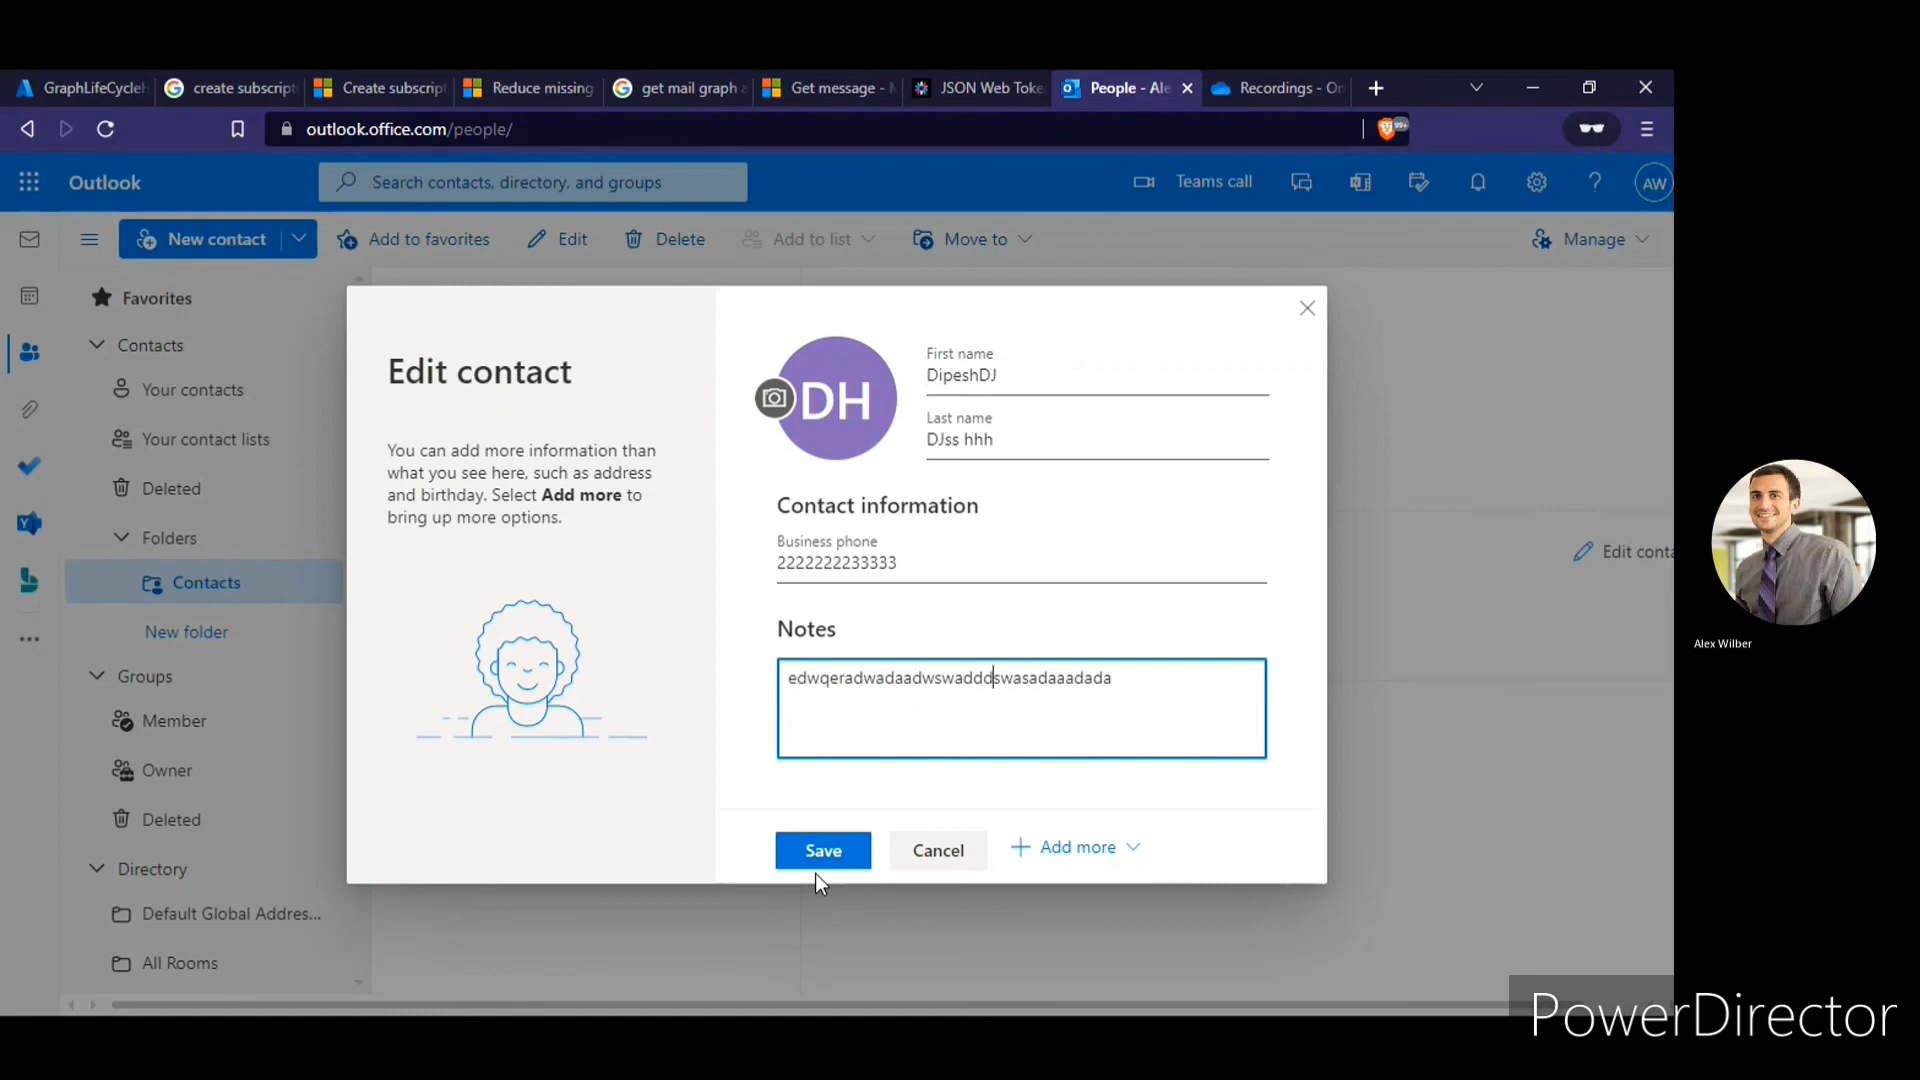 GraphLifeCycleH
create subscript
Create subscript
Reduce missing
get mail graph a
Get message - M
JSON Web Toke
People - Ale
Recordings - On
outlook.office.com/people/
99+
Outlook
Search contacts, directory, and groups
Teams call
AW
New contact
Add to favorites
Edit
Delete
Add to list
Move to
Manage
Favorites
Contacts
Your contacts
Your contact lists
Deleted
Folders
Contacts
New folder
Groups
Member
Owner
Deleted
Directory
Default Global Addres...
All Rooms
Edit contact
You can add more information than
what you see here, such as address
and birthday. Select Add more to
bring up more options.
DH
First name
DipeshDJ
Last name
DJss hhh
Contact information
Business phone
2222222233333
Notes
edwqeradwadaadwswadddswasadaaadada
Save
Cancel
Add more
Edit conta
Alex Wilber
PowerDirector